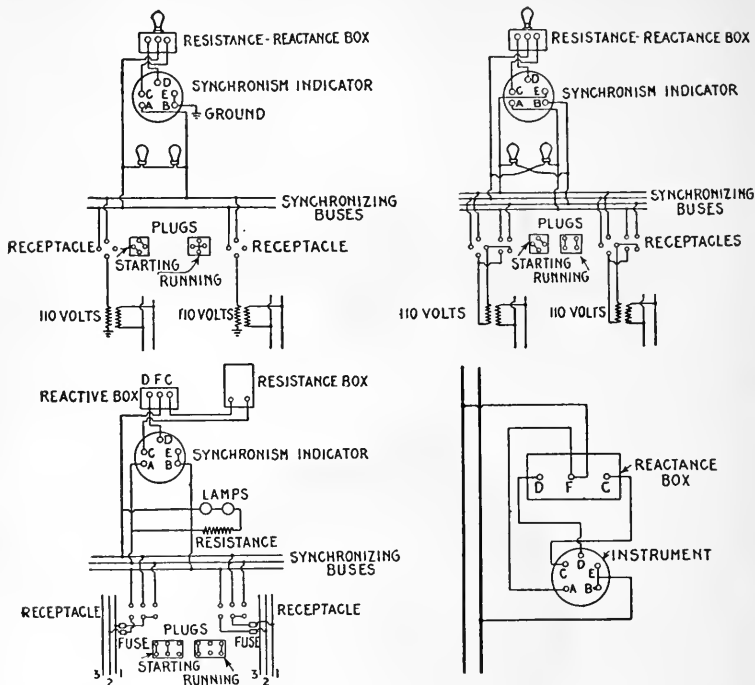 RESISTANCE-REACTANCE BOX
D
SYNCHRONISM INDICATOR
C E
A B
GROUND
SYNCHRONIZING
BUSES
PLUGS
RECEPTACLE
RECEPTACLE
STARTING
RUNNING
110 VOLTS
110 VOLTS
RESISTANCE-REACTANCE BOX
D
C E
A B
SYNCHRONISM INDICATOR
SYNCHRONIZING
BUSES
PLUGS
RECEPTACLES
STARTING
RUNNING
110 VOLTS
110 VOLTS
D F C
REACTIVE BOX
RESISTANCE BOX
D
C E
A B
SYNCHRONISM INDICATOR
LAMPS
RESISTANCE
SYNCHRONIZING
BUSES
RECEPTACLE
RECEPTACLE
FUSE
PLUGS
FUSE
STARTING
RUNNING
3 2 1
3 2 1
D F C
REACTANCE
BOX
INSTRUMENT
D
C E
A B